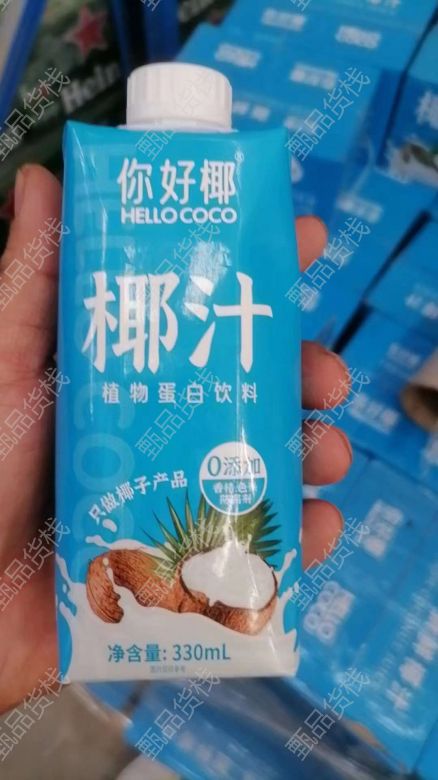 你好椰®
HELLO COCO
椰汁
植物蛋白饮料
0添加
香精色素
防腐剂
只做椰子产品
净含量: 330mL
甄品货栈
Hein